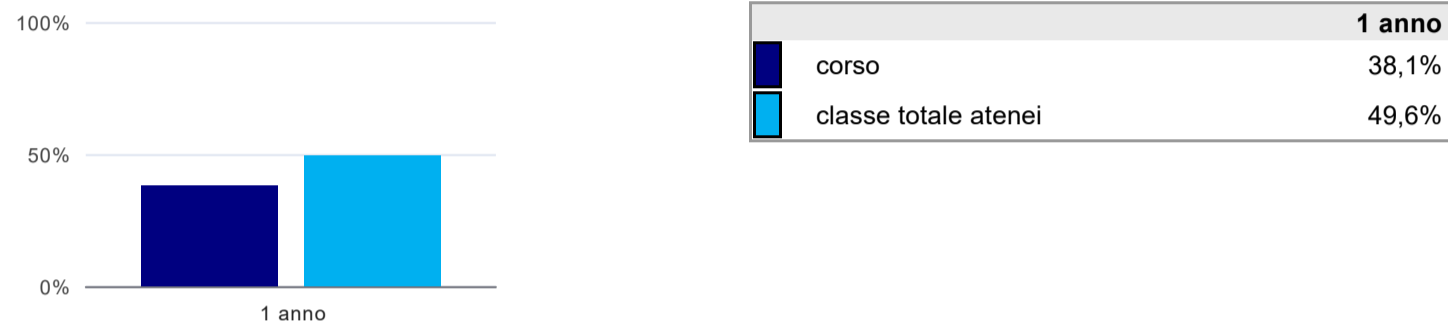 100%
50%
0%
1 anno
1 anno
corso 38,1%
classe totale atenei 49,6%